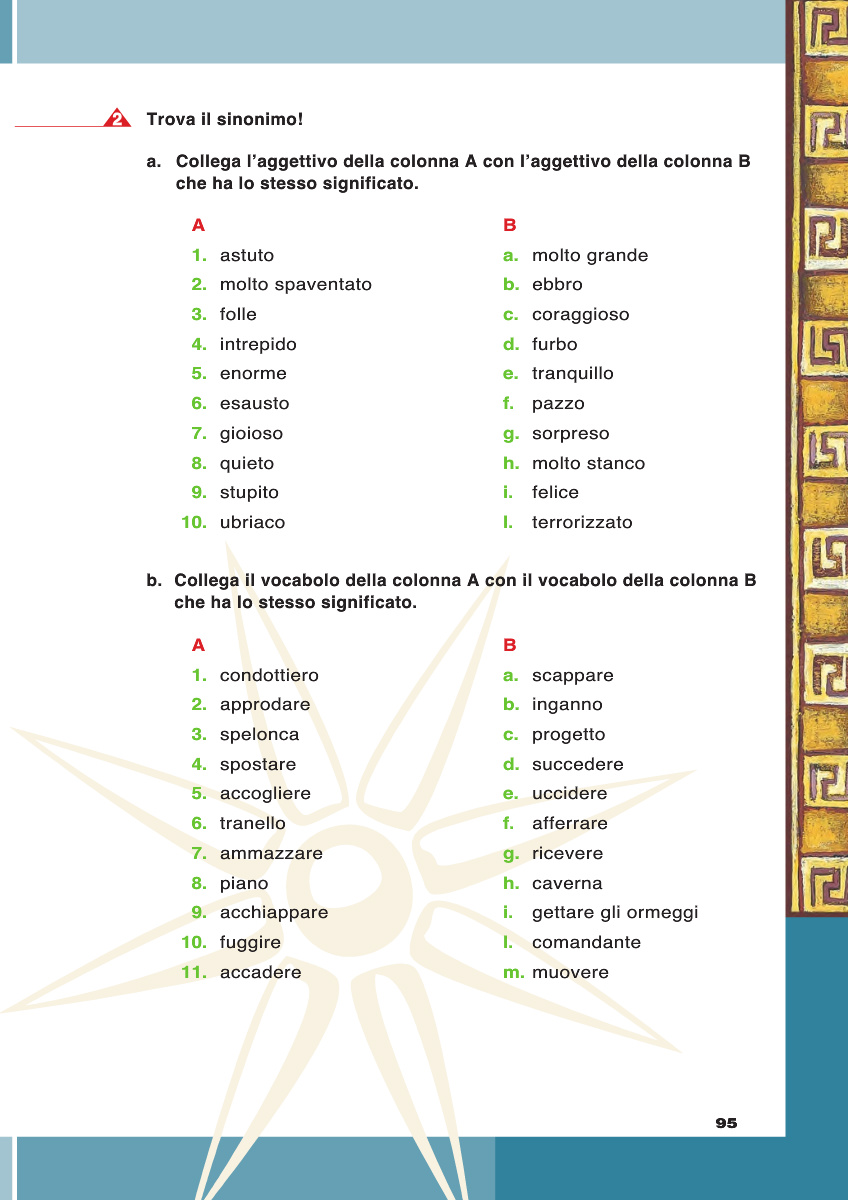 2 Trova il sinonimo!
a. Collega l'aggettivo della colonna A con l'aggettivo della colonna B
che ha lo stesso significato.
A B
1. astuto a. molto grande
2. molto spaventato b. ebbro
3. folle c. coraggioso
4. intrepido d. furbo
5. enorme e. tranquillo
6. esausto f. pazzo
7. gioioso g. sorpreso
8. quieto h. molto stanco
9. stupito i. felice
10. ubriaco l. terrorizzato
b. Collega il vocabolo della colonna A con il vocabolo della colonna B
che ha lo stesso significato.
A B
1. condottiero a. scappare
2. approdare b. inganno
3. spelonca c. progetto
4. spostare d. succedere
5. accogliere e. uccidere
6. tranello f. afferrare
7. ammazzare g. ricevere
8. piano h. caverna
9. acchiappare i. gettare gli ormeggi
10. fuggire l. comandante
11. accadere m. muovere
95